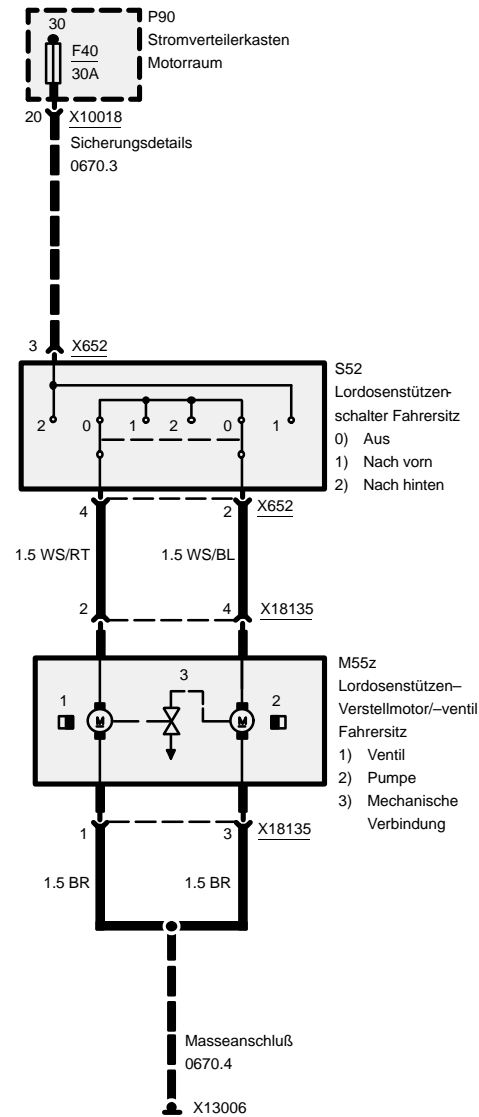 30
P90
Stromverteilerkasten
Motorraum
F40
30A
20 X10018
Sicherungsdetails
0670.3
3 X652
S52
Lordosenstützen-
schalter Fahrersitz
0) Aus
1) Nach vorn
2) Nach hinten
2 0 1 2 0 1
4 2 X652
1.5 WS/RT 1.5 WS/BL
2 4 X18135
M55z
Lordosenstützen–
Verstellmotor/–ventil
Fahrersitz
1) Ventil
2) Pumpe
3) Mechanische
Verbindung
3
1 2
M M
1 3 X18135
1.5 BR 1.5 BR
Masseanschluß
0670.4
X13006